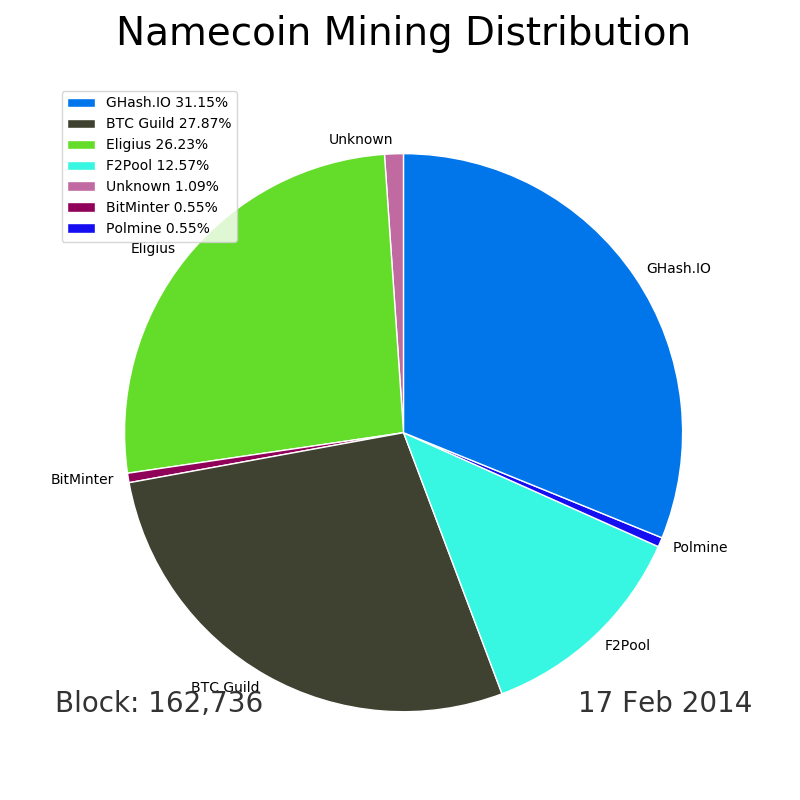 Namecoin Mining Distribution
GHash.IO 31.15%
BTC Guild 27.87%
Eligius 26.23%
F2Pool 12.57%
Unknown 1.09%
BitMinter 0.55%
Polmine 0.55%
Unknown
Eligius
GHash.IO
BitMinter
Polmine
F2Pool
BTC Guild
Block: 162,736
17 Feb 2014